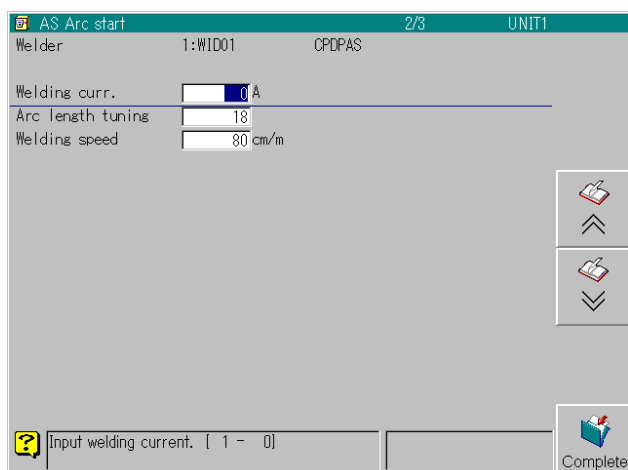 AS Arc start 2/3 UNIT1
Welder 1:WID01 CPDPAS
Welding curr. 0 A
Arc length tuning 18
Welding speed 80 cm/m
Input welding current. [ 1 - 0]
Complete